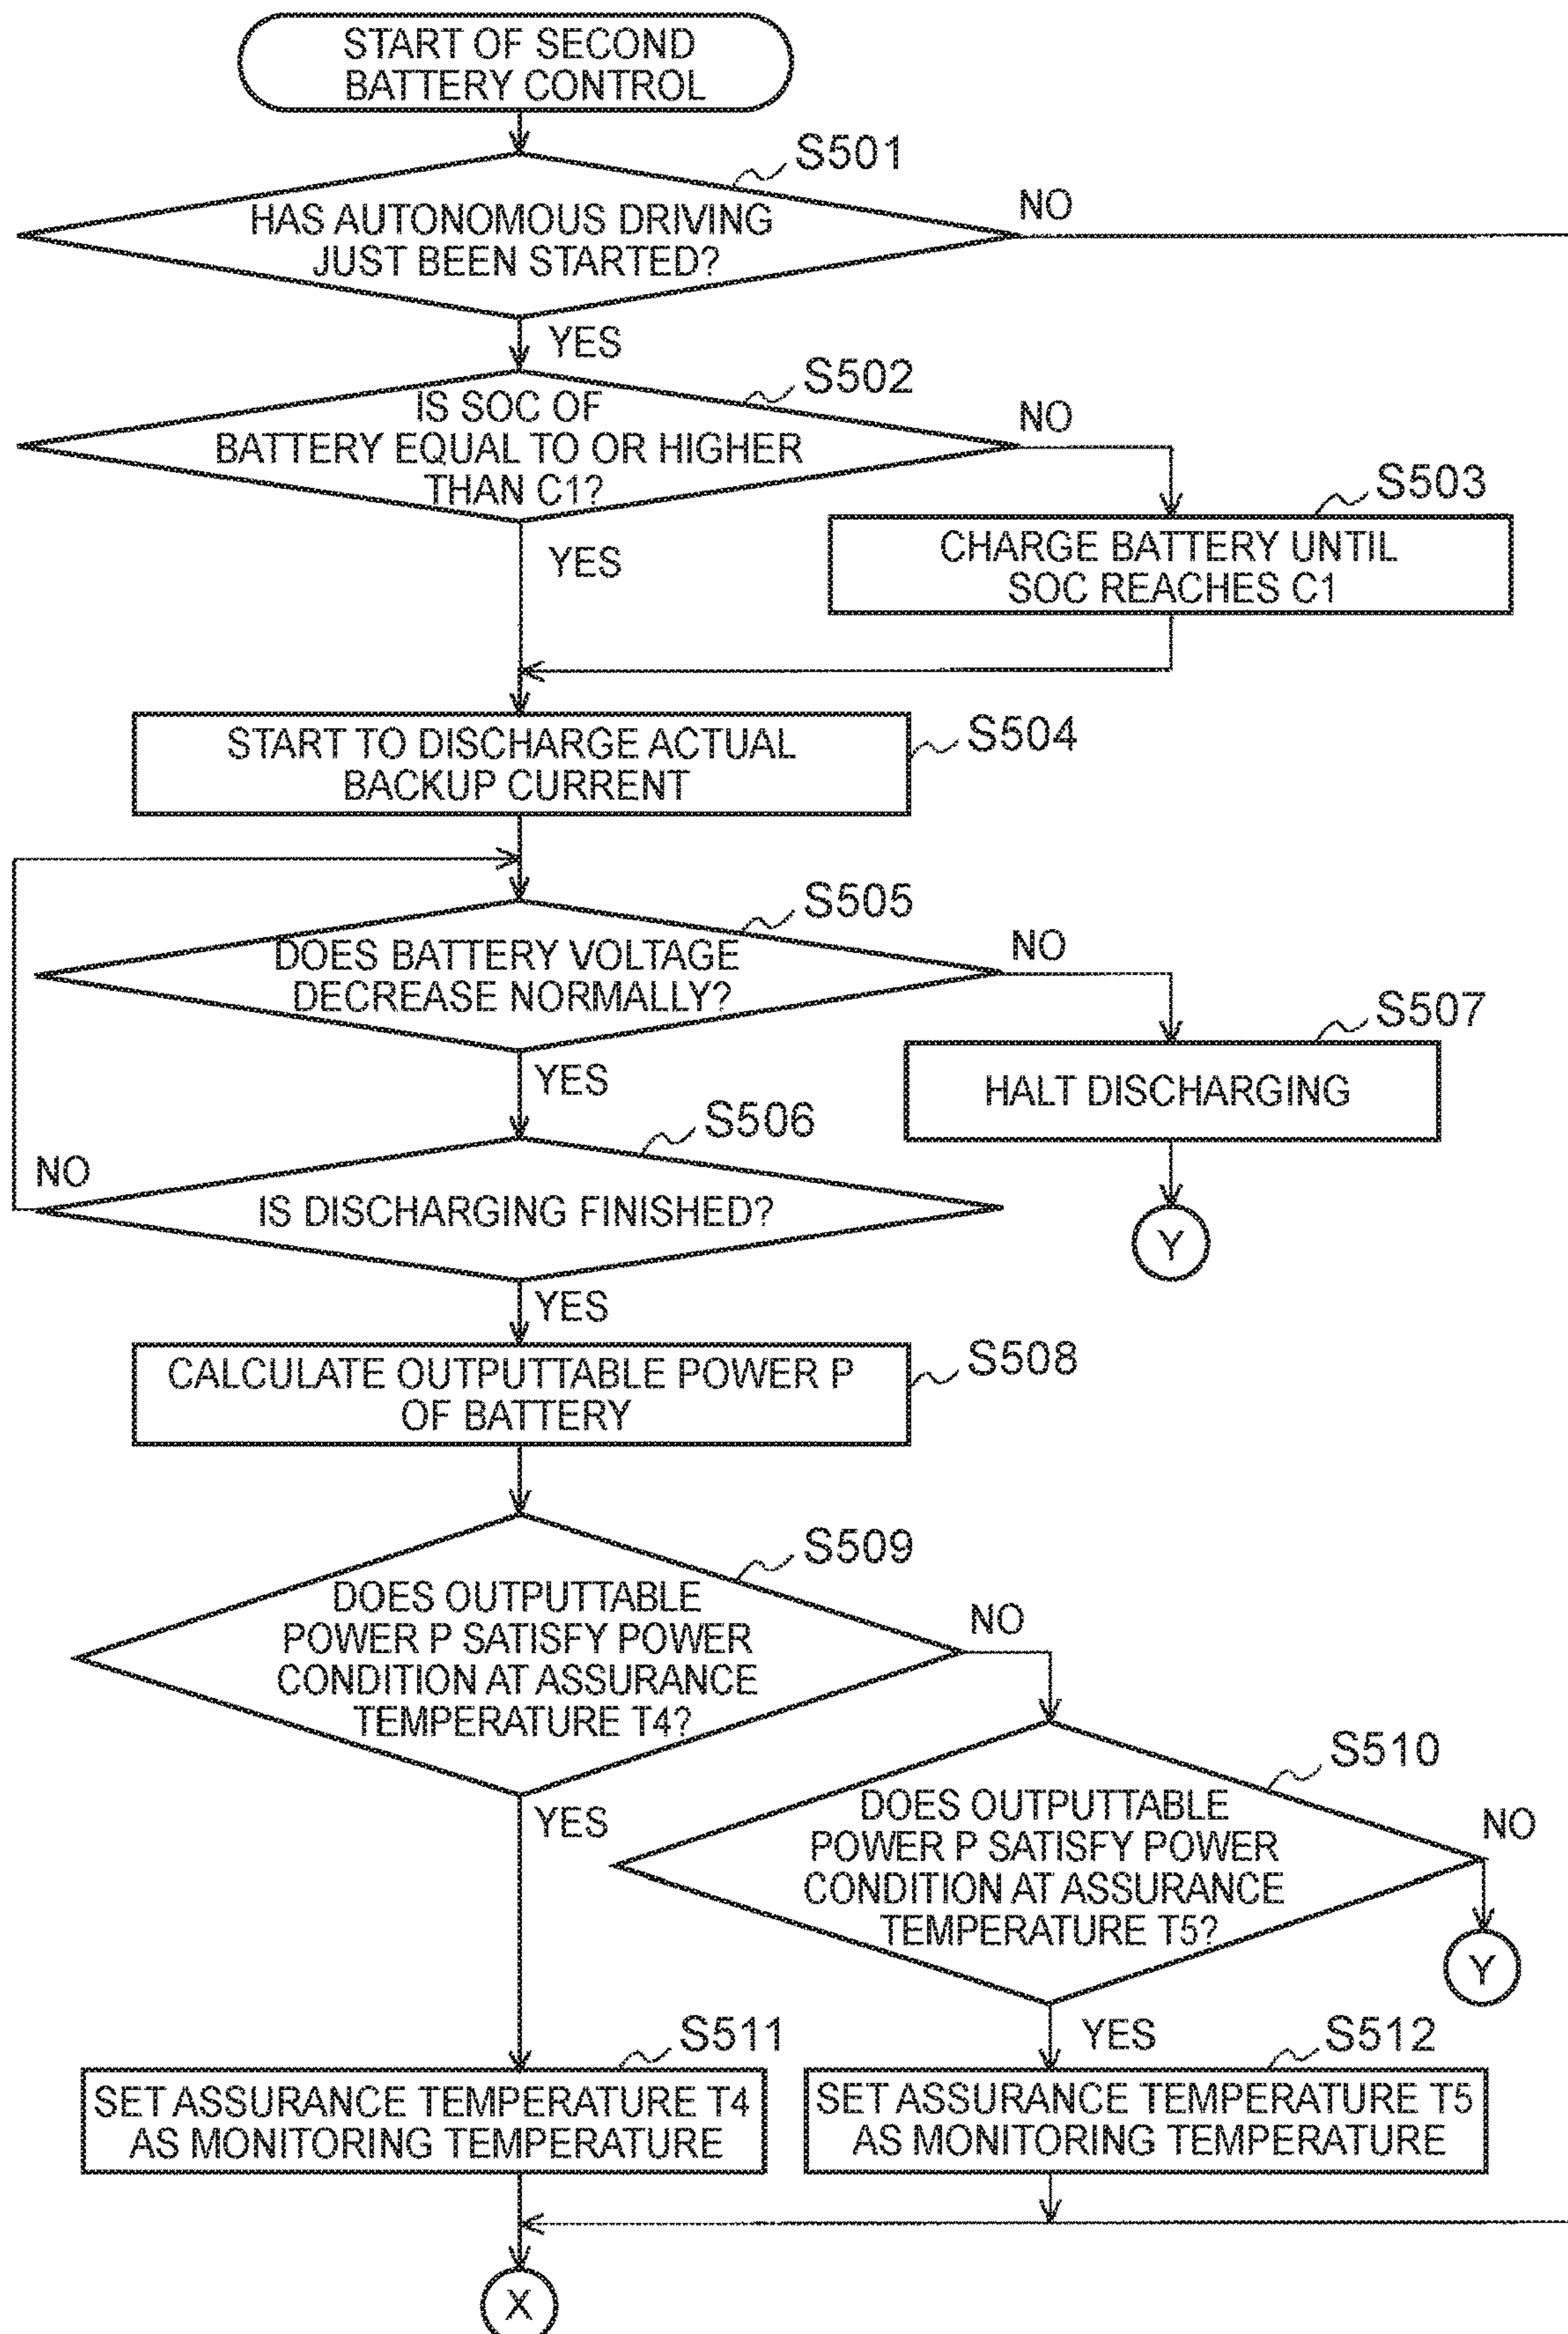 START OF SECOND
BATTERY CONTROL
S501
HAS AUTONOMOUS DRIVING
JUST BEEN STARTED?
NO
YES
S502
IS SOC OF
BATTERY EQUAL TO OR HIGHER
THAN C1?
NO
YES
S503
CHARGE BATTERY UNTIL
SOC REACHES C1
S504
START TO DISCHARGE ACTUAL
BACKUP CURRENT
S505
DOES BATTERY VOLTAGE
DECREASE NORMALLY?
NO
YES
S507
HALT DISCHARGING
Y
S506
NO
IS DISCHARGING FINISHED?
YES
S508
CALCULATE OUTPUTTABLE POWER P
OF BATTERY
S509
DOES OUTPUTTABLE
POWER P SATISFY POWER
CONDITION AT ASSURANCE
TEMPERATURE T4?
NO
YES
S510
DOES OUTPUTTABLE
POWER P SATISFY POWER
CONDITION AT ASSURANCE
TEMPERATURE T5?
NO
Y
YES
S511
SET ASSURANCE TEMPERATURE T4
AS MONITORING TEMPERATURE
S512
SET ASSURANCE TEMPERATURE T5
AS MONITORING TEMPERATURE
X